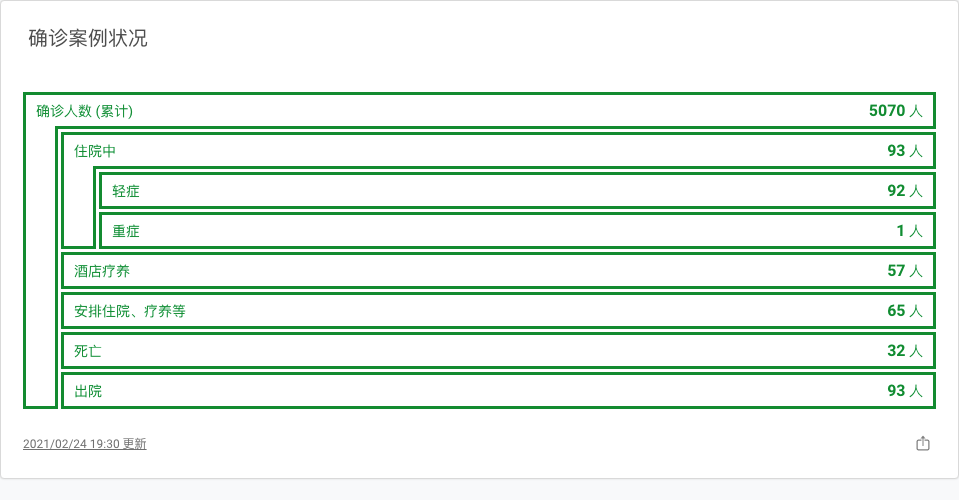 确诊案例状况
确诊人数 (累计) 5070 人
住院中 93 人
轻症 92 人
重症 1 人
酒店疗养 57 人
安排住院、疗养等 65 人
死亡 32 人
出院 93 人
2021/02/24 19:30 更新